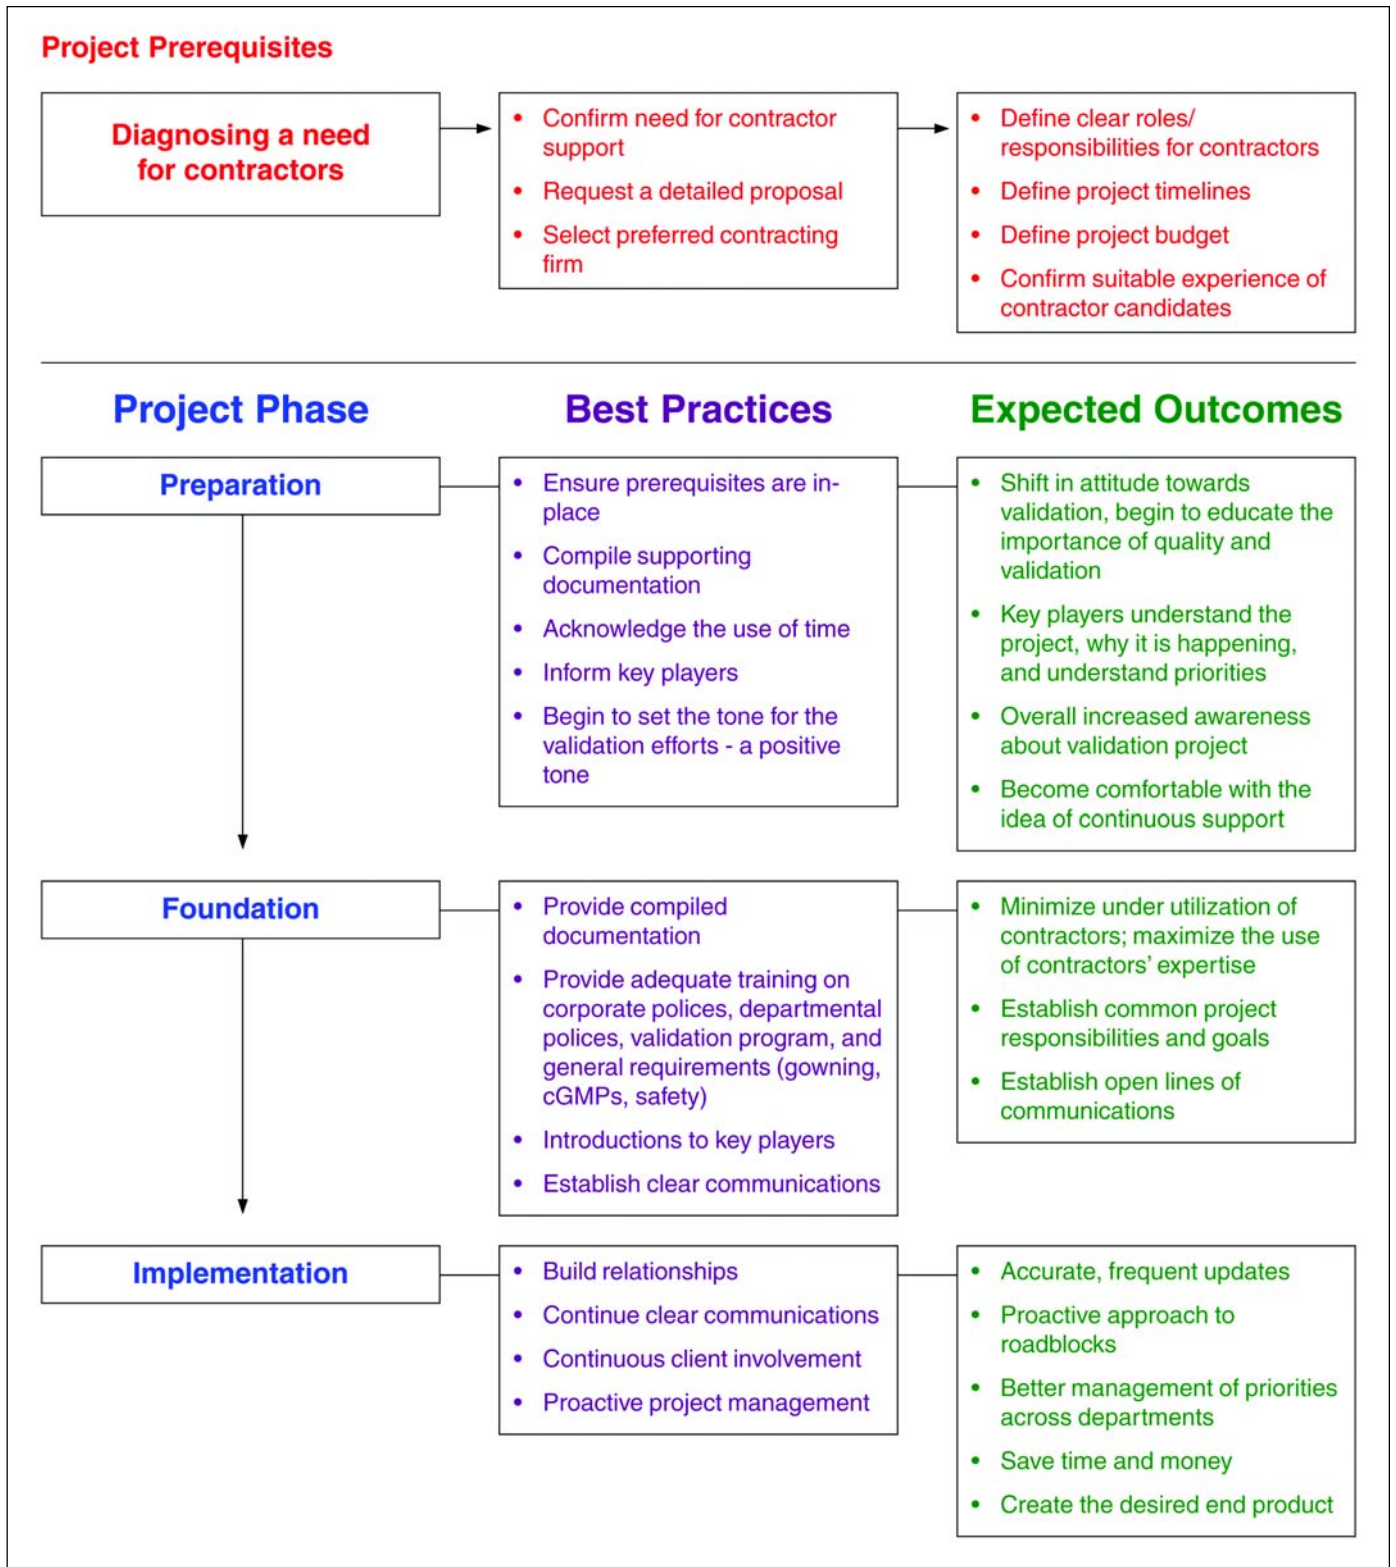 Project Prerequisites
Diagnosing a need
for contractors
• Confirm need for contractor
support
• Request a detailed proposal
• Select preferred contracting
firm
• Define clear roles/
responsibilities for contractors
• Define project timelines
• Define project budget
• Confirm suitable experience of
contractor candidates
Project Phase
Best Practices
Expected Outcomes
Preparation
• Ensure prerequisites are in-
place
• Compile supporting
documentation
• Acknowledge the use of time
• Inform key players
• Begin to set the tone for the
validation efforts - a positive
tone
• Shift in attitude towards
validation, begin to educate the
importance of quality and
validation
• Key players understand the
project, why it is happening,
and understand priorities
• Overall increased awareness
about validation project
• Become comfortable with the
idea of continuous support
Foundation
• Provide compiled
documentation
• Provide adequate training on
corporate polices, departmental
polices, validation program, and
general requirements (gowning,
cGMPs, safety)
• Introductions to key players
• Establish clear communications
• Minimize under utilization of
contractors; maximize the use
of contractors’ expertise
• Establish common project
responsibilities and goals
• Establish open lines of
communications
Implementation
• Build relationships
• Continue clear communications
• Continuous client involvement
• Proactive project management
• Accurate, frequent updates
• Proactive approach to
roadblocks
• Better management of priorities
across departments
• Save time and money
• Create the desired end product